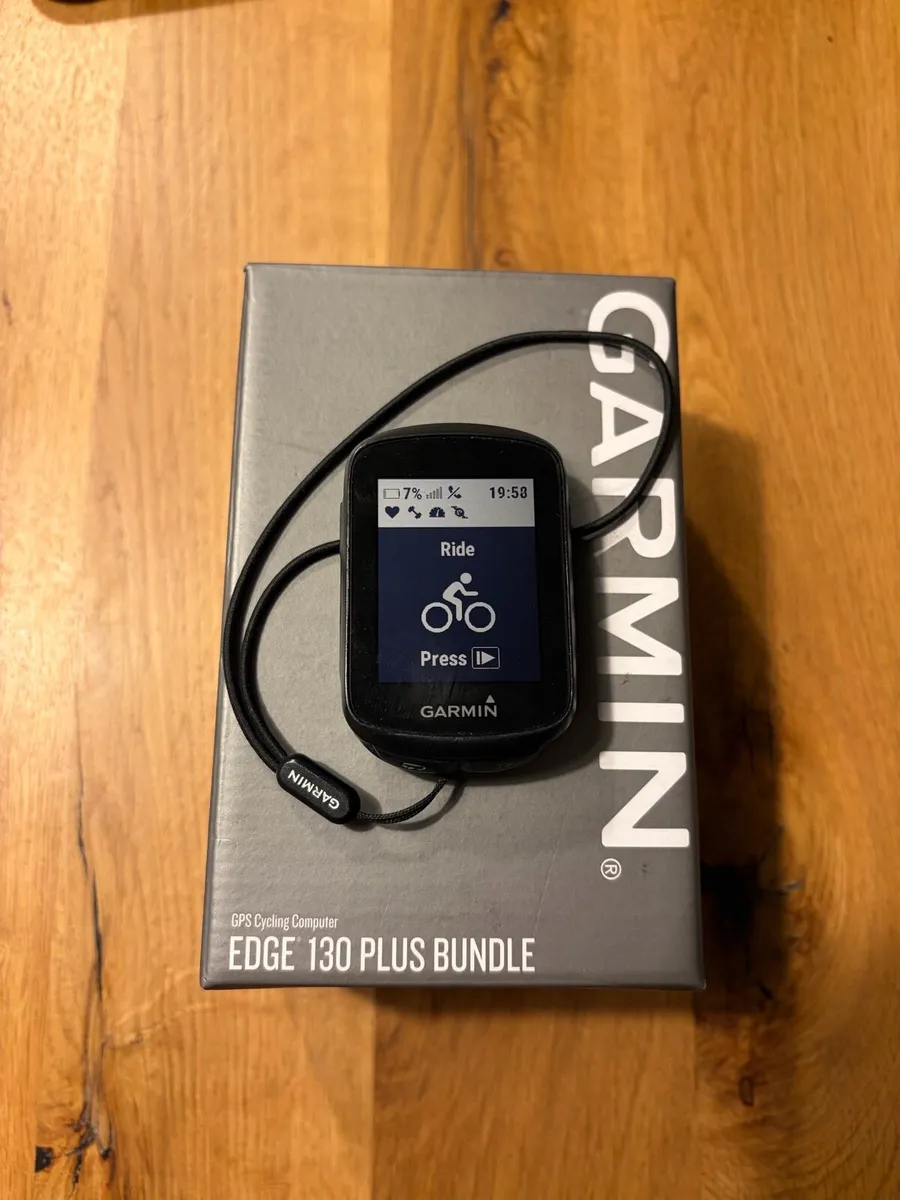 GARMIN®
7% 19:58
Ride
Press
GARMIN
GARMIN
GPS Cycling Computer
EDGE 130 PLUS BUNDLE